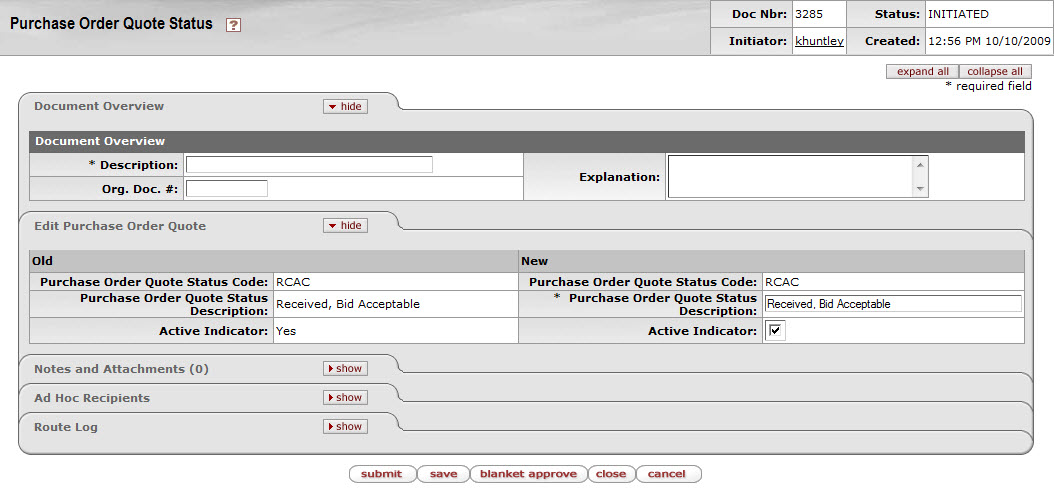 Purchase Order Quote Status ?
Doc Nbr: 3285 Status: INITIATED
Initiator: khuntley Created: 12:56 PM 10/10/2009
expand all collapse all
* required field
Document Overview hide
Document Overview
* Description:
Explanation:
Org. Doc. #:
Edit Purchase Order Quote hide
Old New
Purchase Order Quote Status Code: RCAC Purchase Order Quote Status Code: RCAC
Purchase Order Quote Status
Description: Received, Bid Acceptable
* Purchase Order Quote Status
Description: Received, Bid Acceptable
Active Indicator: Yes Active Indicator:
Notes and Attachments (0) show
Ad Hoc Recipients show
Route Log show
submit save blanket approve close cancel